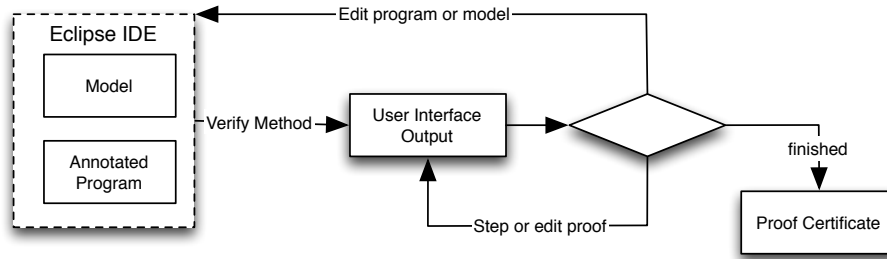 Edit program or model
Eclipse IDE
Model
Verify Method
User Interface
Output
Annotated
Program
finished
Step or edit proof
Proof Certificate